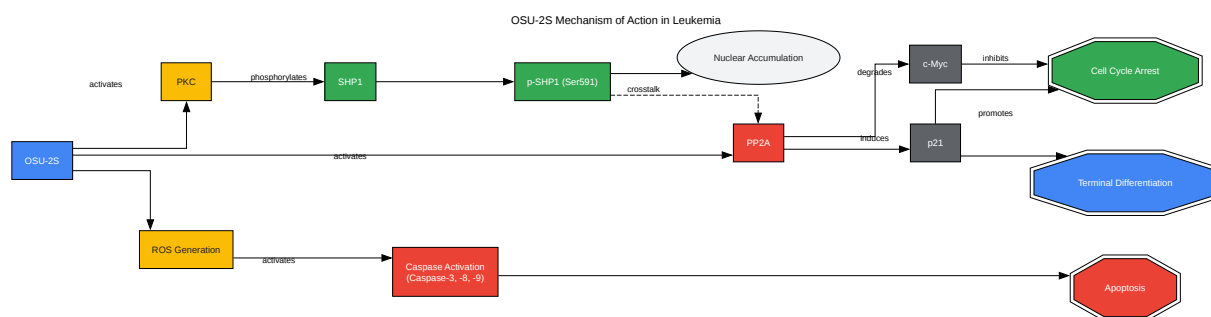 OSU-2S Mechanism of Action in Leukemia
Nuclear Accumulation
c-Myc
inhibits
Cell Cycle Arrest
degrades
activates
PKC
phosphorylates
SHP1
p-SHP1 (Ser591)
crosstalk
promotes
OSU-2S
activates
PP2A
induces
p21
Terminal Differentiation
ROS Generation
activates
Caspase Activation
(Caspase-3, -8, -9)
Apoptosis